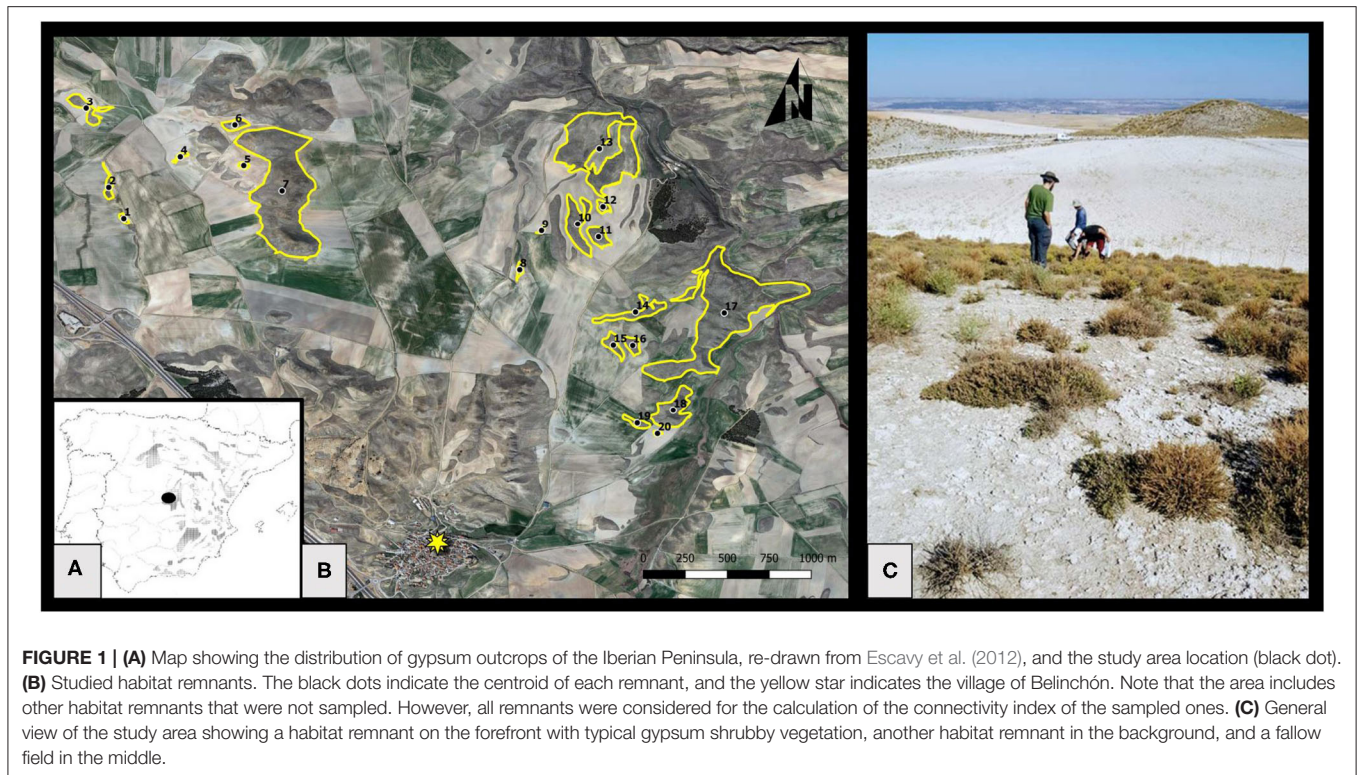 3
6
4
5
7
2
1
13
12
10
9
11
8
14
17
15
16
18
19
20
N
0 250 500 750 1000 m
A
B
C
FIGURE 1 | (A) Map showing the distribution of gypsum outcrops of the Iberian Peninsula, re-drawn from Escavy et al. (2012), and the study area location (black dot).
(B) Studied habitat remnants. The black dots indicate the centroid of each remnant, and the yellow star indicates the village of Belinchón. Note that the area includes
other habitat remnants that were not sampled. However, all remnants were considered for the calculation of the connectivity index of the sampled ones. (C) General
view of the study area showing a habitat remnant on the forefront with typical gypsum shrubby vegetation, another habitat remnant in the background, and a fallow
field in the middle.